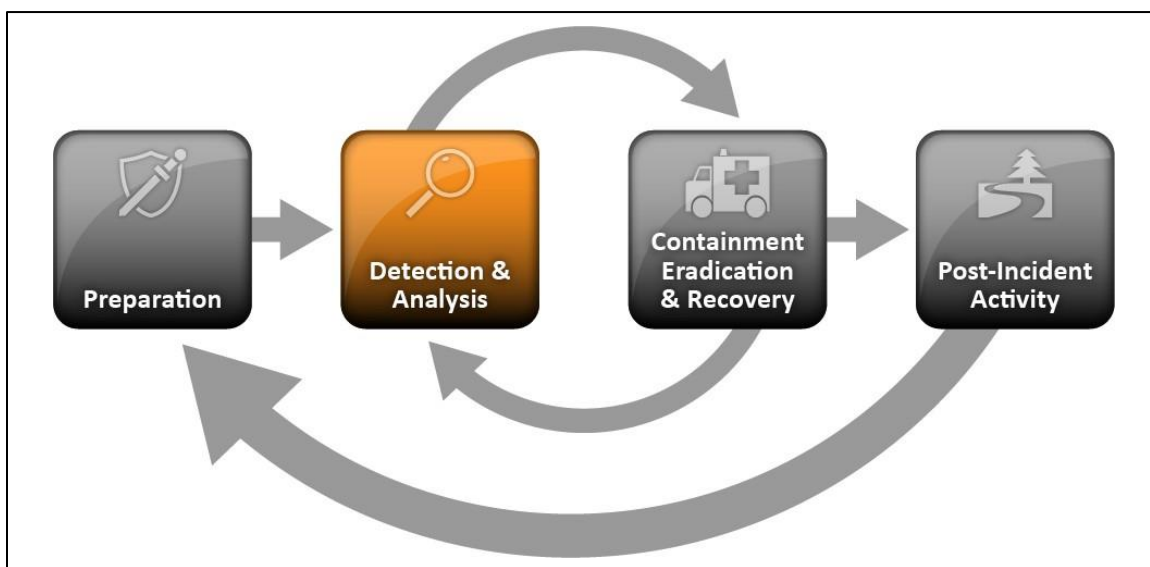 Preparation
Detection &
Analysis
Containment
Eradication
& Recovery
Post-Incident
Activity